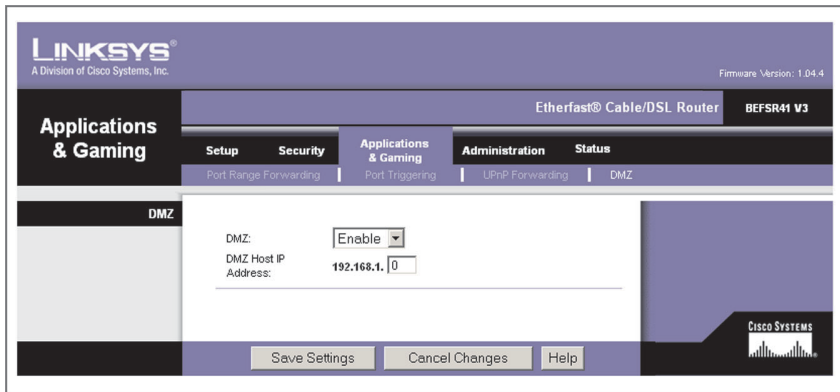 LINKSYS®
A Division of Cisco Systems, Inc.
Firmware Version: 1.04.4
Etherfast® Cable/DSL Router BEFSR41 V3
Applications
& Gaming
Setup Security Applications & Gaming Administration Status
Port Range Forwarding Port Triggering UPnP Forwarding DMZ
DMZ
DMZ: Enable
DMZ Host IP
Address: 192.168.1. 0
CISCO SYSTEMS
Save Settings Cancel Changes Help